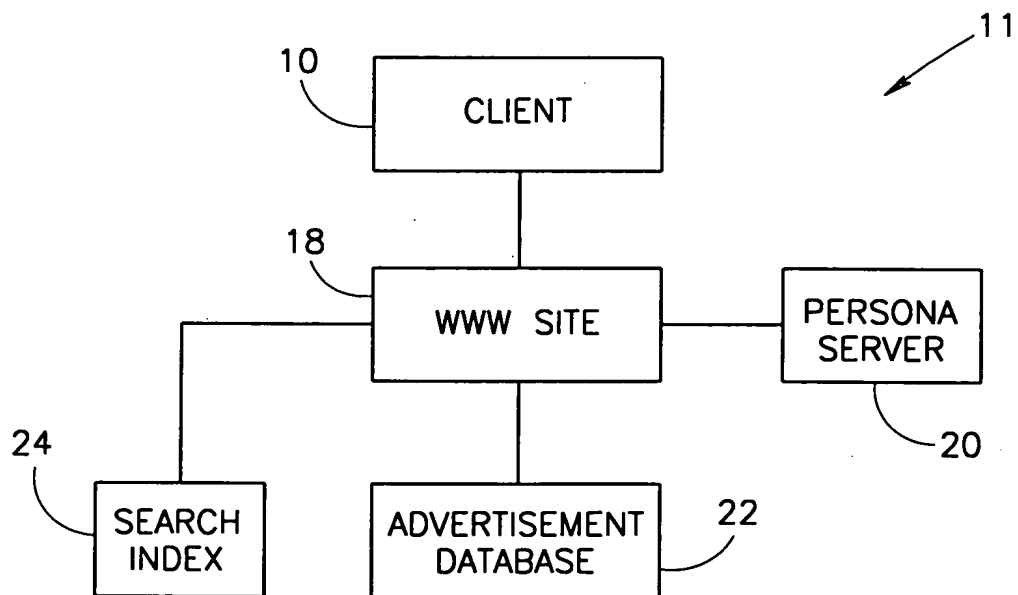 11
10
CLIENT
18
WWW SITE
PERSONA
SERVER
20
24
SEARCH
INDEX
ADVERTISEMENT
DATABASE
22